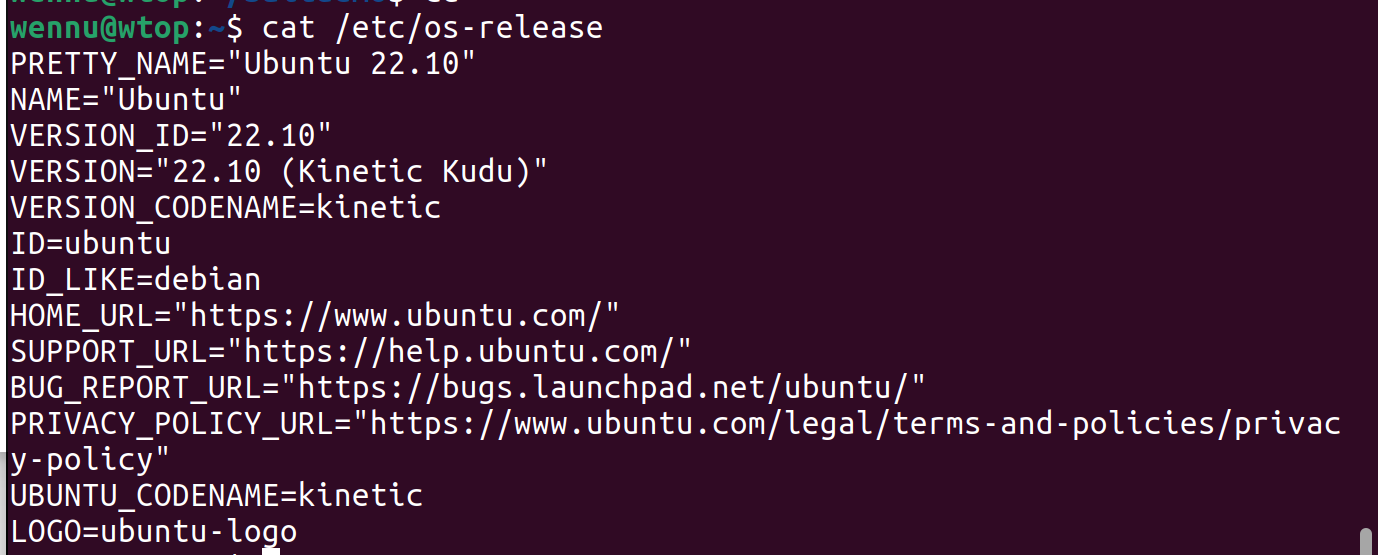 wennu@wtop:~$ cat /etc/os-release
PRETTY_NAME="Ubuntu 22.10"
NAME="Ubuntu"
VERSION_ID="22.10"
VERSION="22.10 (Kinetic Kudu)"
VERSION_CODENAME=kinetic
ID=ubuntu
ID_LIKE=debian
HOME_URL="https://www.ubuntu.com/"
SUPPORT_URL="https://help.ubuntu.com/"
BUG_REPORT_URL="https://bugs.launchpad.net/ubuntu/"
PRIVACY_POLICY_URL="https://www.ubuntu.com/legal/terms-and-policies/privac
y-policy"
UBUNTU_CODENAME=kinetic
LOGO=ubuntu-logo